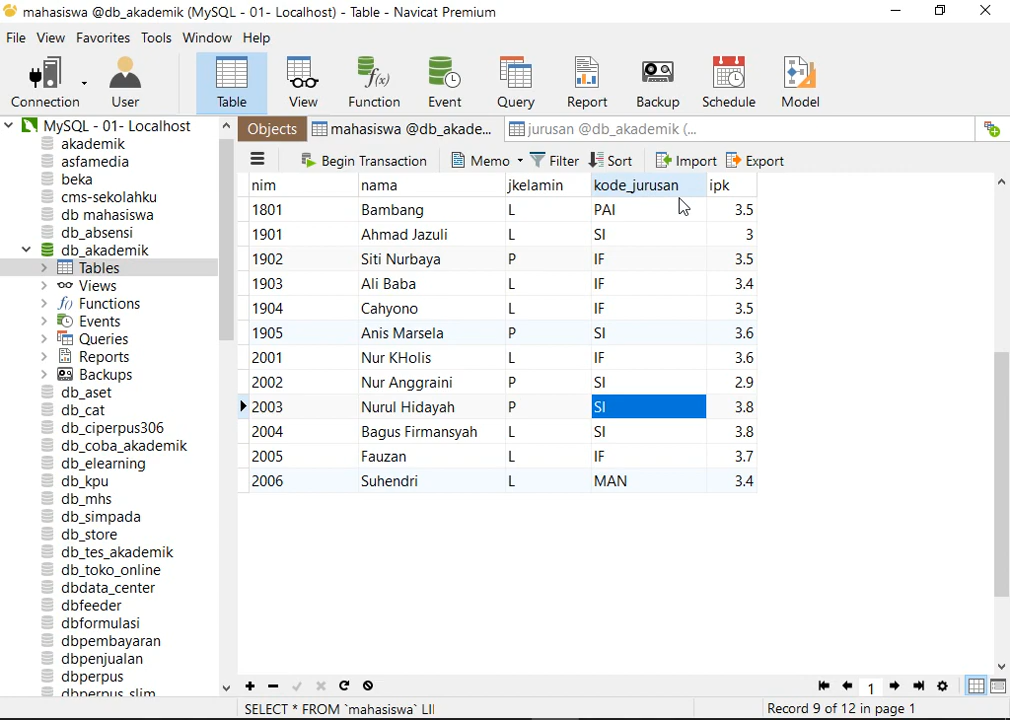 mahasiswa @db_akademik (MySQL - 01- Localhost) - Table - Navicat Premium
File View Favorites Tools Window Help
Connection User Table View Function Event Query Report Backup Schedule Model
MySQL - 01- Localhost
akademik
asfamedia
beka
cms-sekolahku
db mahasiswa
db_absensi
db_akademik
Tables
Views
Functions
Events
Queries
Reports
Backups
db_aset
db_cat
db_ciperpus306
db_coba_akademik
db_elearning
db_kpu
db_mhs
db_simpada
db_store
db_tes_akademik
db_toko_online
dbdata_center
dbfeeder
dbformulasi
dbpembayaran
dbpenjualan
dbperpus
dbperpus_slim
Objects mahasiswa @db_akade... jurusan @db_akademik (...
Begin Transaction Memo Filter Sort Import Export
nim nama jkelamin kode_jurusan ipk
1801 Bambang L PAI 3.5
1901 Ahmad Jazuli L SI 3
1902 Siti Nurbaya P IF 3.5
1903 Ali Baba L IF 3.4
1904 Cahyono L IF 3.5
1905 Anis Marsela P SI 3.6
2001 Nur KHolis L IF 3.6
2002 Nur Anggraini P SI 2.9
2003 Nurul Hidayah P SI 3.8
2004 Bagus Firmansyah L SI 3.8
2005 Fauzan L IF 3.7
2006 Suhendri L MAN 3.4
1
SELECT * FROM `mahasiswa` LI Record 9 of 12 in page 1